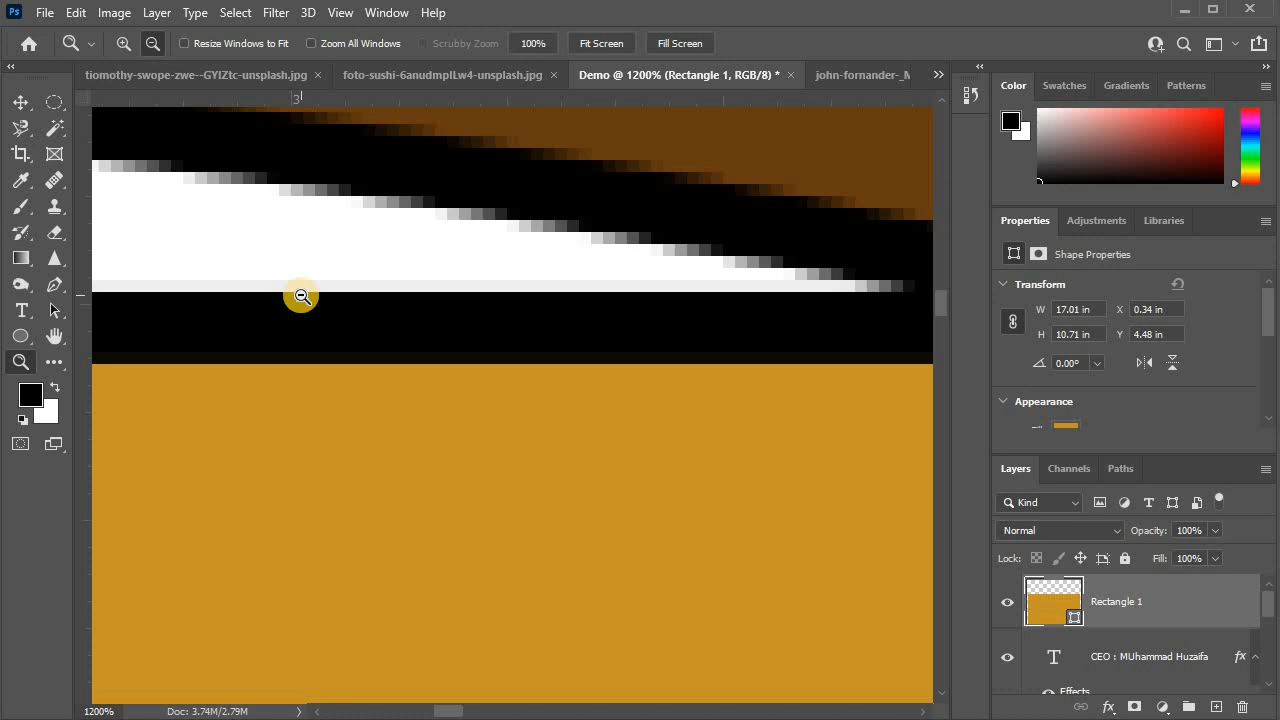 Ps File Edit Image Layer Type Select Filter 3D View Window Help
Resize Windows to Fit Zoom All Windows Scrubby Zoom 100% Fit Screen Fill Screen
tiomothy-swope-zwe--GYIZtc-unsplash.jpg × foto-sushi-6anudmpILw4-unsplash.jpg × Demo @ 1200% (Rectangle 1, RGB/8) * × john-fornander-_
3
Color Swatches Gradients Patterns
Properties Adjustments Libraries
Shape Properties
Transform
W 17.01 in X 0.34 in
H 10.71 in Y 4.48 in
0.00°
Appearance
Layers Channels Paths
Kind
Normal Opacity: 100%
Lock: Fill: 100%
Rectangle 1
T CEO : MUhammad Huzaifa fx
Effects
1200% Doc: 3.74M/2.79M